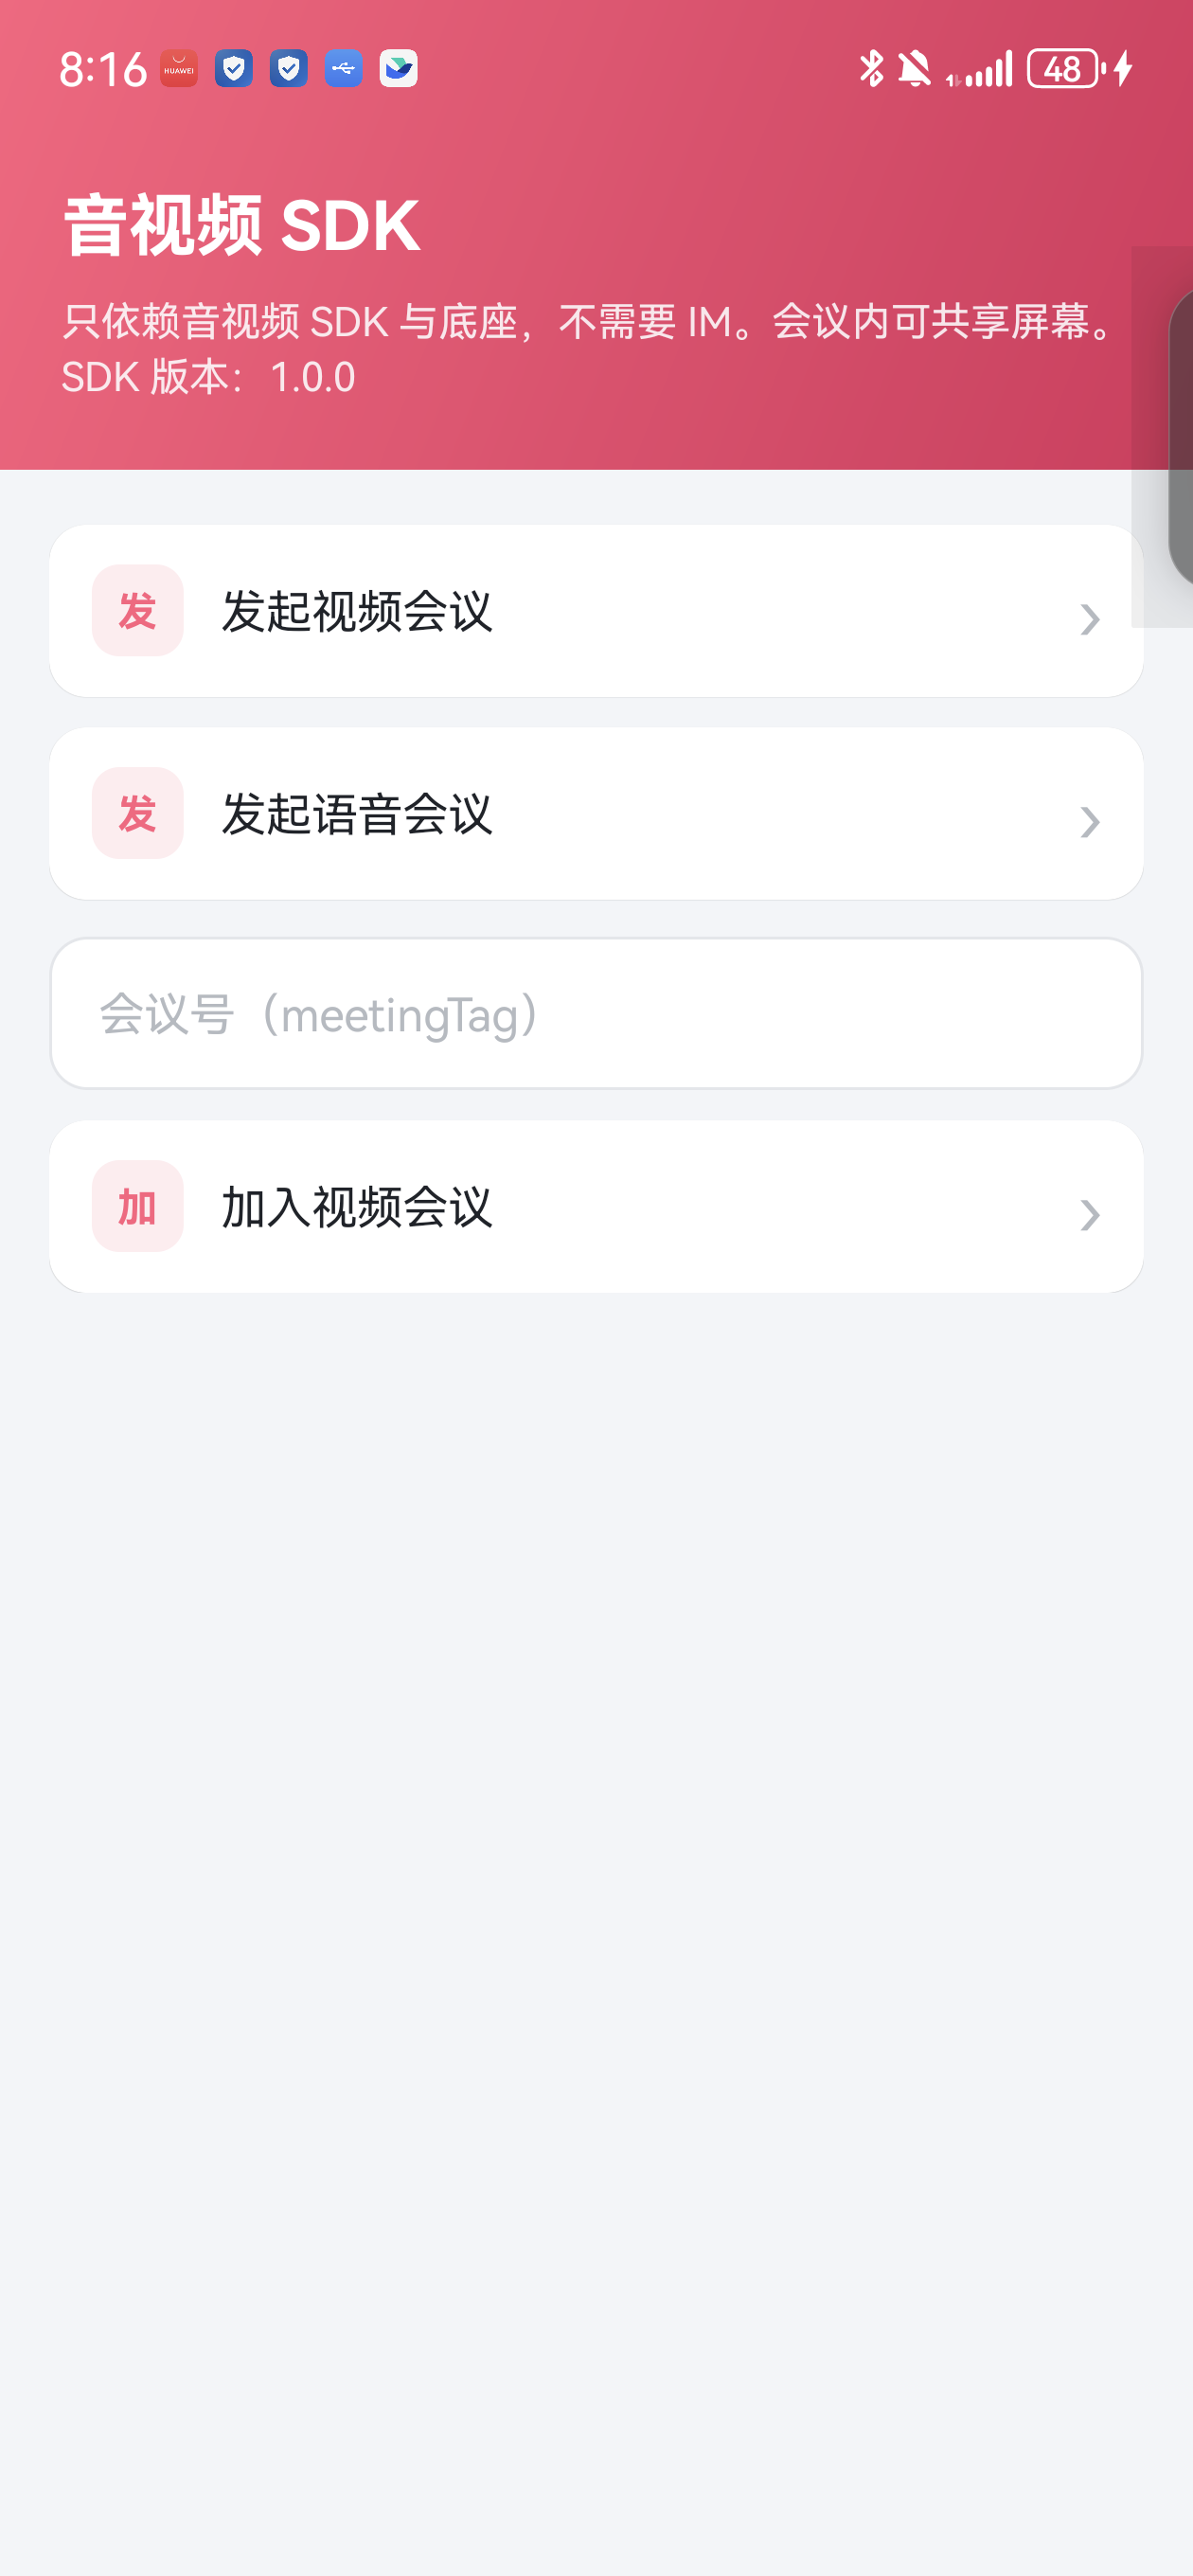 8:16
HUAWEI
48
音视频 SDK
只依赖音视频 SDK 与底座，不需要 IM。会议内可共享屏幕。
SDK 版本：1.0.0
发 发起视频会议
发 发起语音会议
会议号（meetingTag）
加 加入视频会议